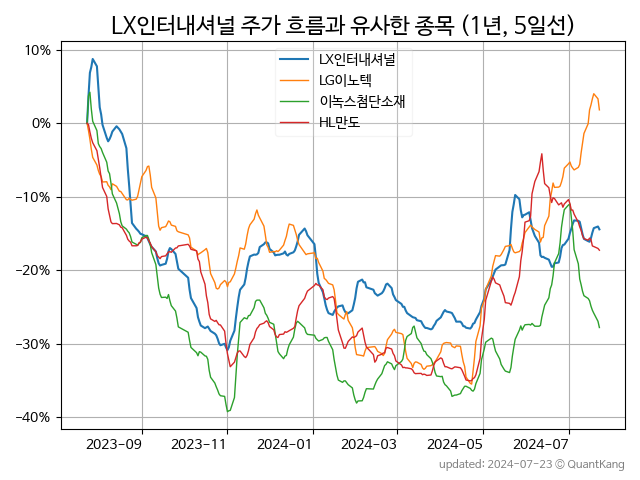 LX인터내셔널 주가 흐름과 유사한 종목 (1년, 5일선)
LX인터내셔널
LG이노텍
이녹스첨단소재
HL만도
10%
0%
−10%
−20%
−30%
−40%
2023-09 2023-11 2024-01 2024-03 2024-05 2024-07
updated: 2024-07-23 © QuantKang